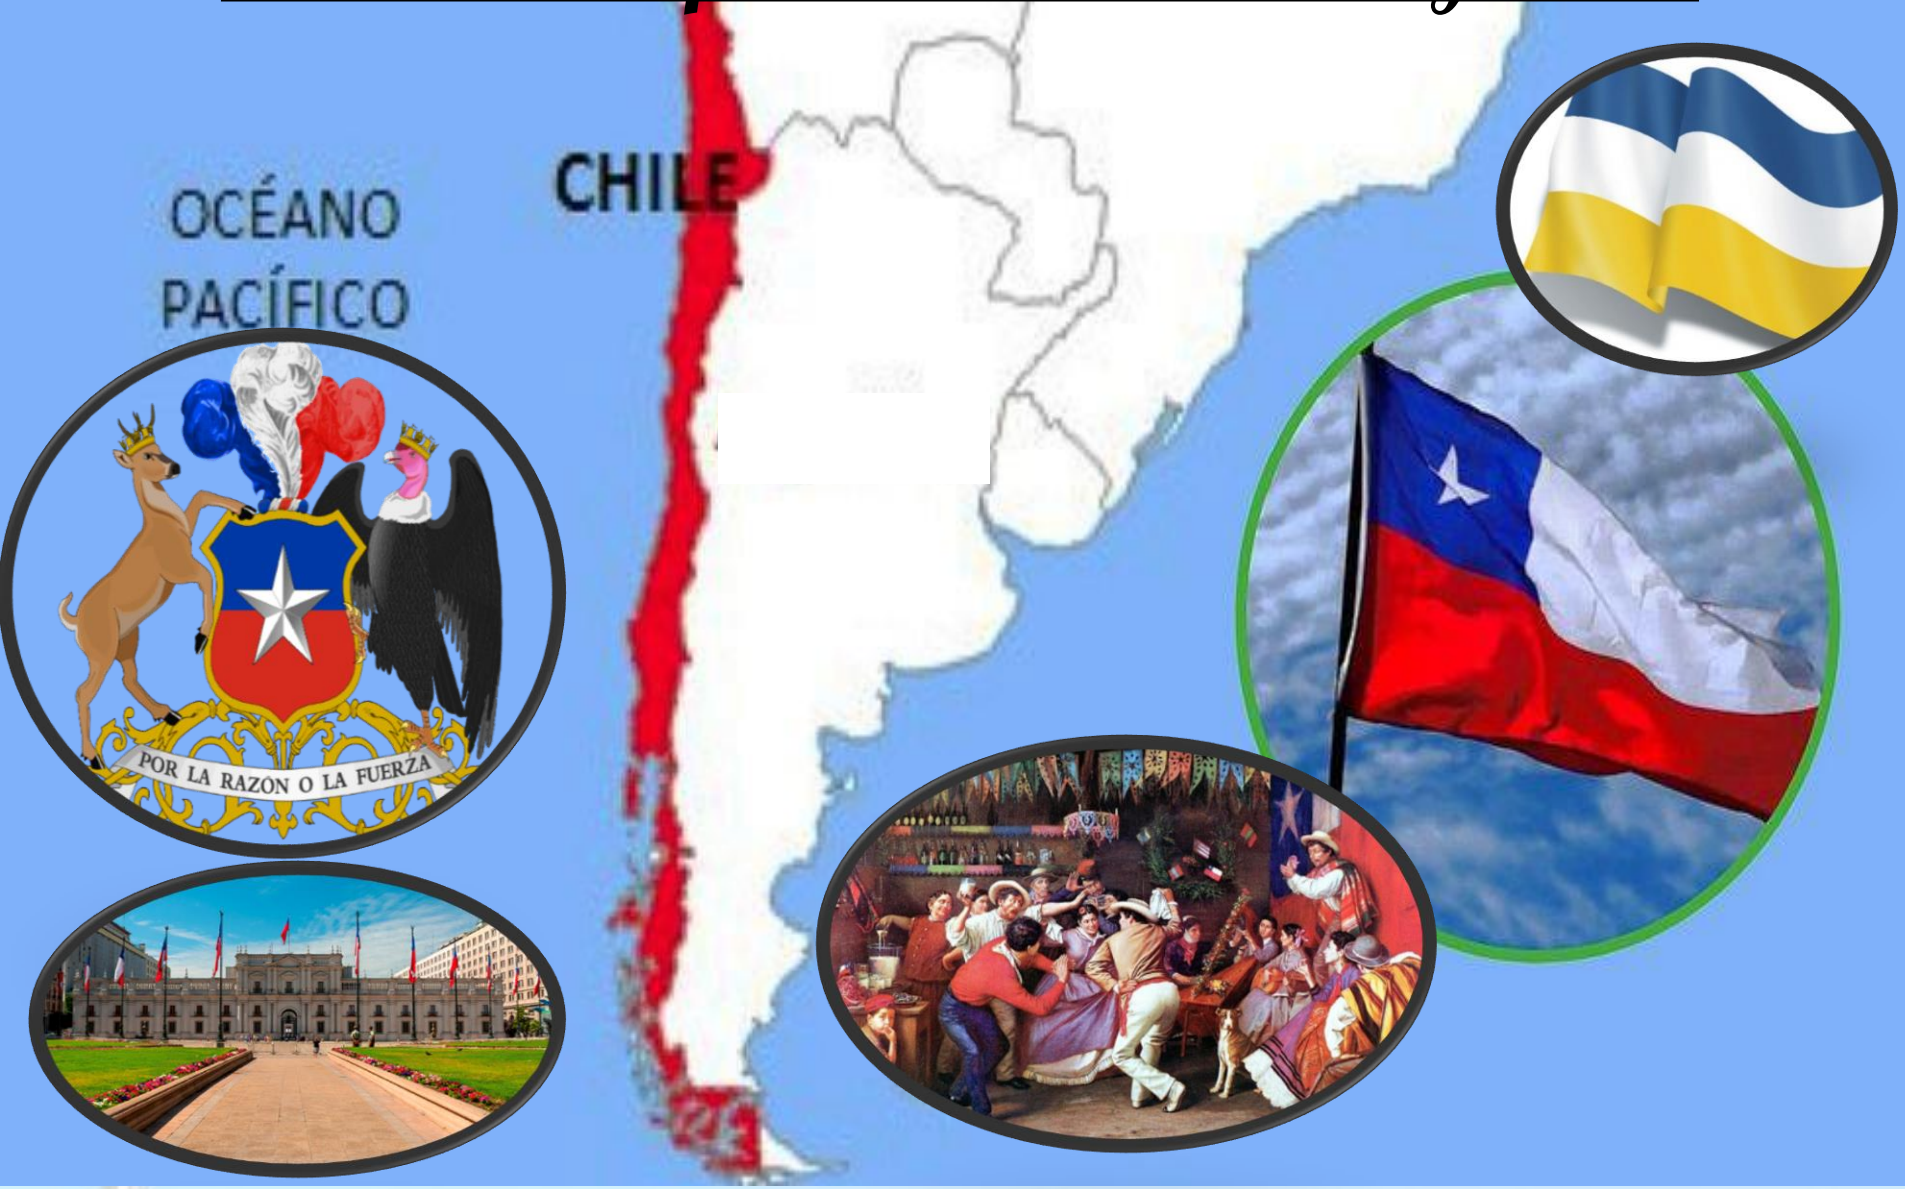 OCÉANO
PACÍFICO
CHILE
POR LA RAZÓN O LA FUERZA